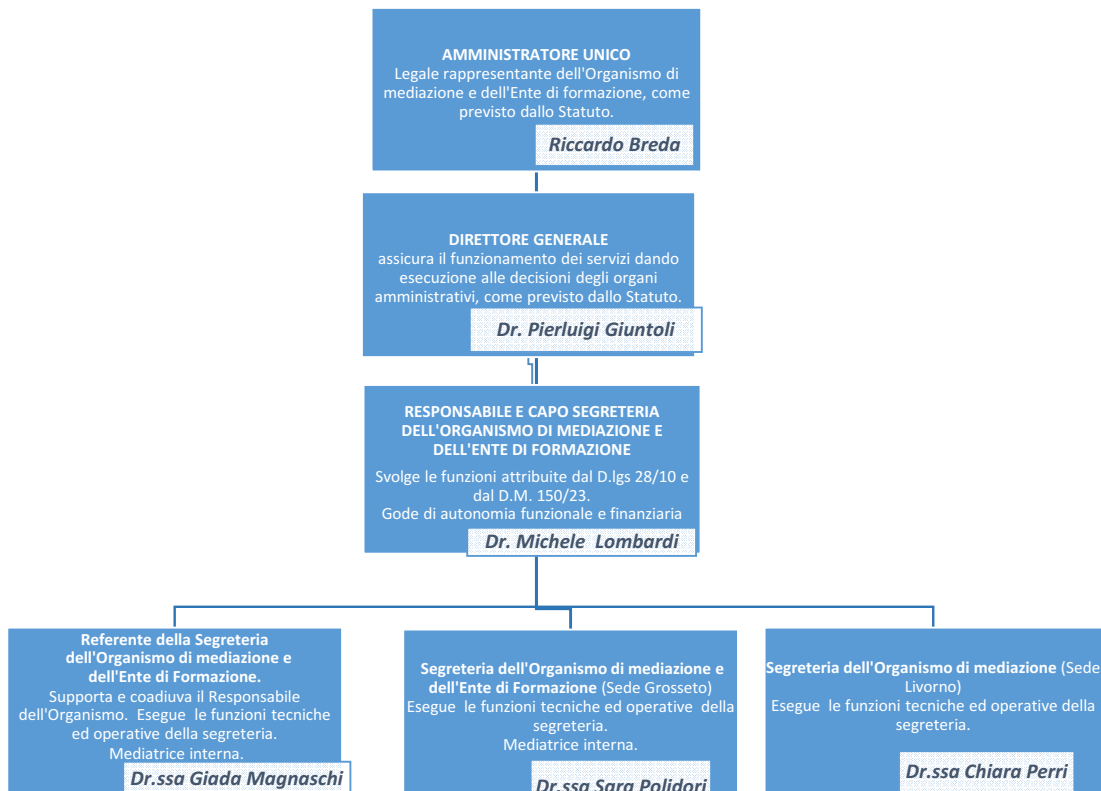 AMMINISTRATORE UNICO
Legale rappresentante dell'Organismo di
mediazione e dell'Ente di formazione, come
previsto dallo Statuto.
Riccardo Breda
DIRETTORE GENERALE
assicura il funzionamento dei servizi dando
esecuzione alle decisioni degli organi
amministrativi, come previsto dallo Statuto.
Dr. Pierluigi Giuntoli
RESPONSABILE E CAPO SEGRETERIA
DELL'ORGANISMO DI MEDIAZIONE E
DELL'ENTE DI FORMAZIONE
Svolge le funzioni attribuite dal D.lgs 28/10 e
dal D.M. 150/23.
Gode di autonomia funzionale e finanziaria
Dr. Michele Lombardi
Referente della Segreteria
dell'Organismo di mediazione e
dell'Ente di Formazione.
Supporta e coadiuva il Responsabile
dell'Organismo. Esegue le funzioni tecniche
ed operative della segreteria.
Mediatrice interna.
Dr.ssa Giada Magnaschi
Segreteria dell'Organismo di mediazione e
dell'Ente di Formazione (Sede Grosseto)
Esegue le funzioni tecniche ed operative della
segreteria.
Mediatrice interna.
Dr.ssa Sara Polidori
Segreteria dell'Organismo di mediazione (Sede
Livorno)
Esegue le funzioni tecniche ed operative della
segreteria.
Dr.ssa Chiara Perri